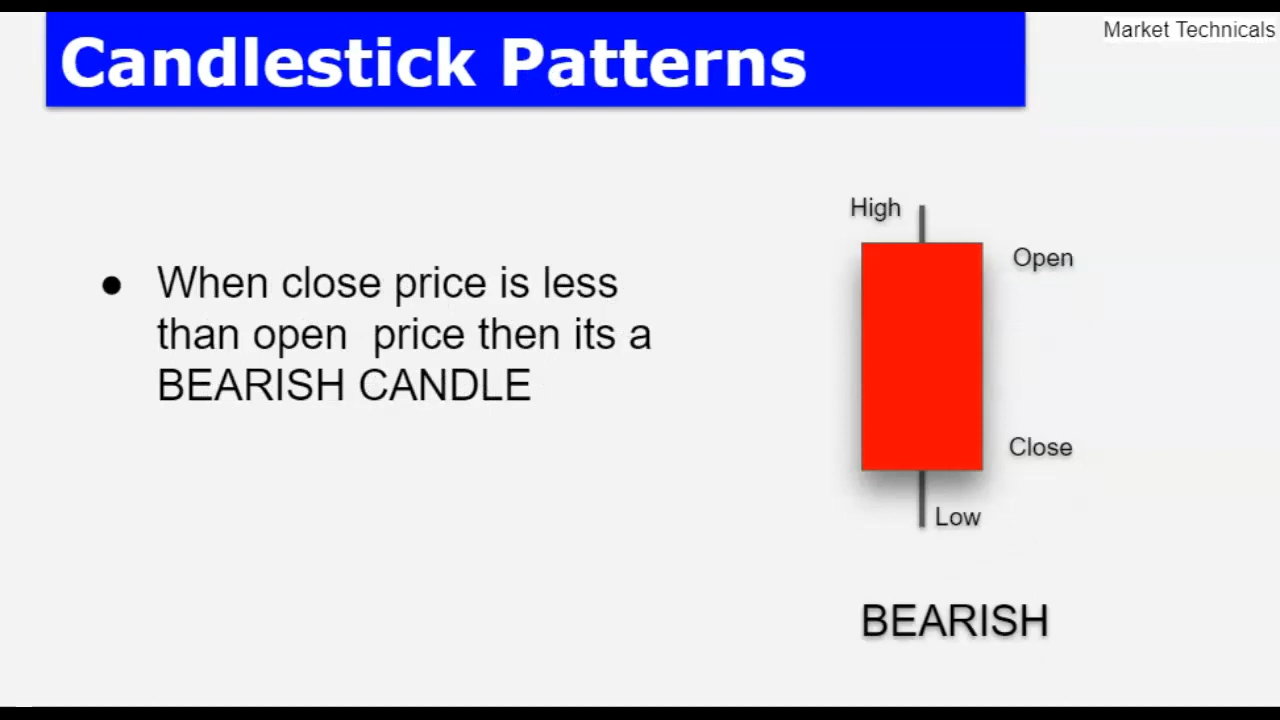 Candlestick Patterns
Market Technicals
● When close price is less
than open  price then its a
BEARISH CANDLE
High
Open
Close
Low
BEARISH